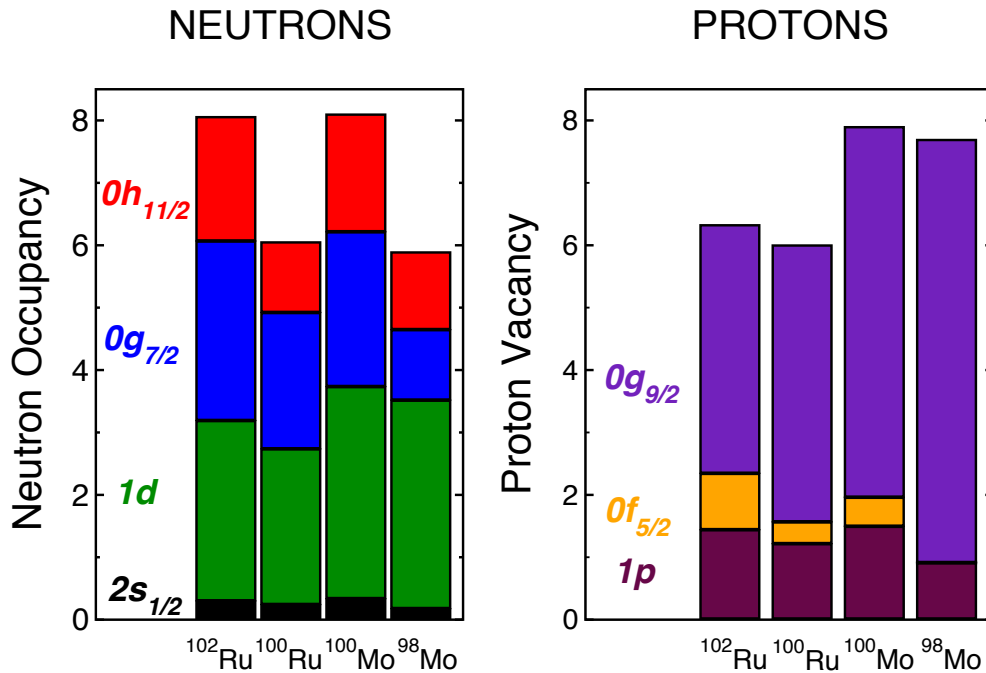 NEUTRONS
Neutron Occupancy
8
6
4
2
0
0h11/2
0g7/2
1d
2s1/2
102Ru 100Ru 100Mo 98Mo
PROTONS
Proton Vacancy
8
6
4
2
0
0g9/2
0f5/2
1p
102Ru 100Ru 100Mo 98Mo